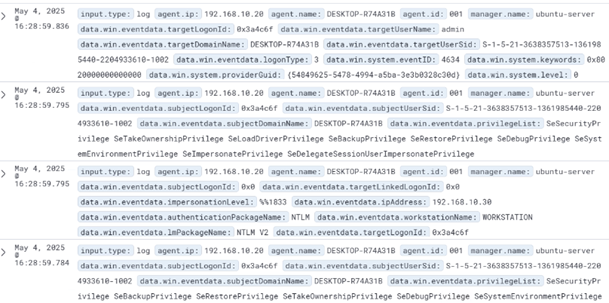 May 4, 2025 input.type: log agent.ip: 192.168.10.20 agent.name: DESKTOP-R74A31B agent.id: 001 manager.name: ubuntu-server
@ data.win.eventdata.targetLogonId: 0x3a4c6f data.win.eventdata.targetUserName: admin
16:28:59.836
data.win.eventdata.targetDomainName: DESKTOP-R74A31B data.win.eventdata.targetUserSid: S-1-5-21-3638357513-136198
5440-2204933610-1002 data.win.eventdata.logonType: 3 data.win.system.eventID: 4634 data.win.system.keywords: 0x80
20000000000000 data.win.system.providerGuid: {54849625-5478-4994-a5ba-3e3b0328c30d} data.win.system.level: 0
May 4, 2025 input.type: log agent.ip: 192.168.10.20 agent.name: DESKTOP-R74A31B agent.id: 001 manager.name: ubuntu-server
@ data.win.eventdata.subjectLogonId: 0x3a4c6f data.win.eventdata.subjectUserSid: S-1-5-21-3638357513-1361985440-220
16:28:59.795
4933610-1002 data.win.eventdata.subjectDomainName: DESKTOP-R74A31B data.win.eventdata.privilegeList: SeSecurityPr
ivilege SeTakeOwnershipPrivilege SeLoadDriverPrivilege SeBackupPrivilege SeRestorePrivilege SeDebugPrivilege SeSyst
emEnvironmentPrivilege SeImpersonatePrivilege SeDelegateSessionUserImpersonatePrivilege
May 4, 2025 input.type: log agent.ip: 192.168.10.20 agent.name: DESKTOP-R74A31B agent.id: 001 manager.name: ubuntu-server
@ data.win.eventdata.subjectLogonId: 0x0 data.win.eventdata.targetLinkedLogonId: 0x0
16:28:59.795
data.win.eventdata.impersonationLevel: %%1833 data.win.eventdata.ipAddress: 192.168.10.30
data.win.eventdata.authenticationPackageName: NTLM data.win.eventdata.workstationName: WORKSTATION
data.win.eventdata.lmPackageName: NTLM V2 data.win.eventdata.targetLogonId: 0x3a4c6f
May 4, 2025 input.type: log agent.ip: 192.168.10.20 agent.name: DESKTOP-R74A31B agent.id: 001 manager.name: ubuntu-server
@ data.win.eventdata.subjectLogonId: 0x3a4c6f data.win.eventdata.subjectUserSid: S-1-5-21-3638357513-1361985440-220
16:28:59.784
4933610-1002 data.win.eventdata.subjectDomainName: DESKTOP-R74A31B data.win.eventdata.privilegeList: SeSecurityPr
ivilege SeBackupPrivilege SeRestorePrivilege SeTakeOwnershipPrivilege SeDebugPrivilege SeSystemEnvironmentPrivilege